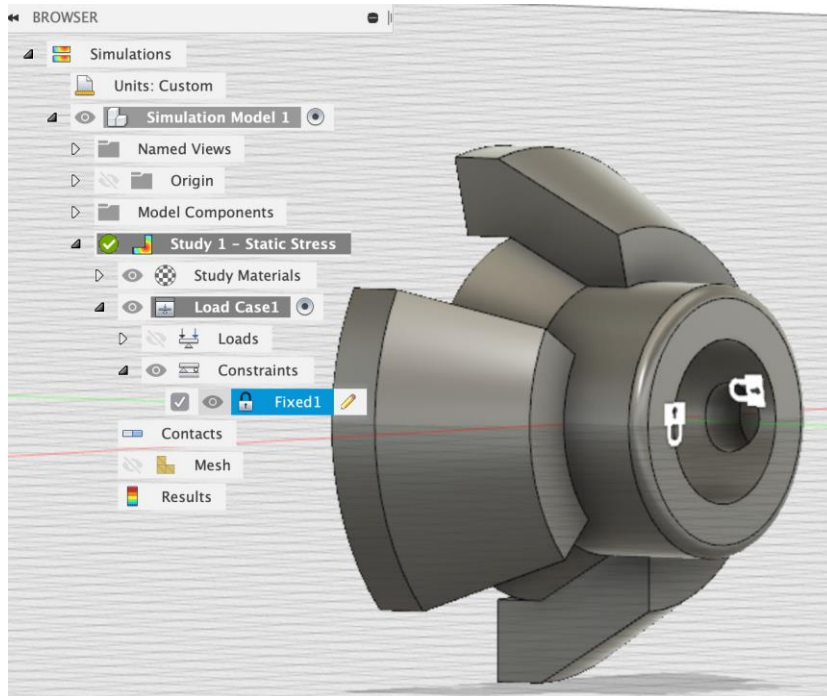 BROWSER
Simulations
Units: Custom
Simulation Model 1
Named Views
Origin
Model Components
Study 1 - Static Stress
Study Materials
Load Case1
Loads
Constraints
Fixed1
Contacts
Mesh
Results